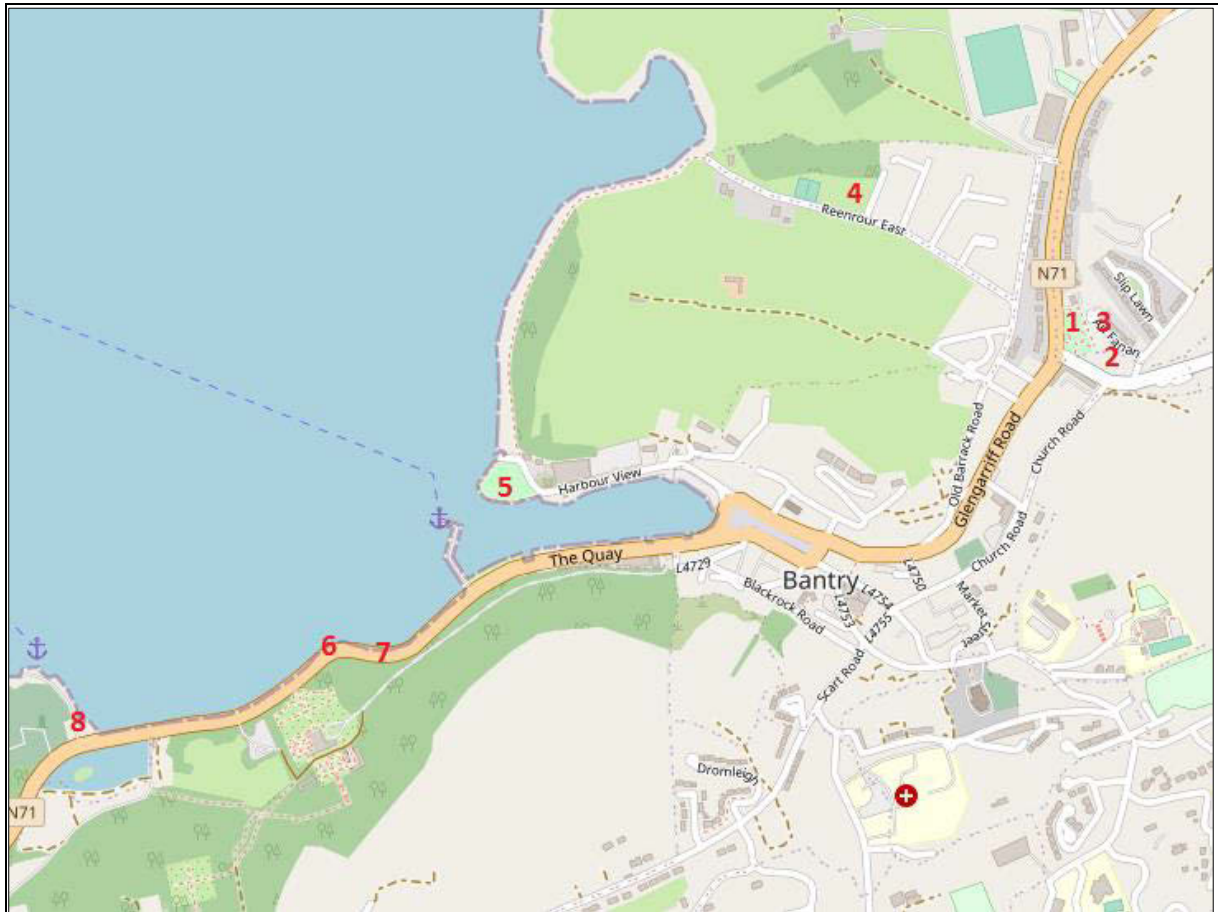 4
Reenrour East
N71
Slip Lawn
1
3
Fanan
2
Old Barrack Road
Glengarriff Road
Church Road
5
Harbour View
The Quay
L4729
Bantry
L4750
Church Road
Blackrock Road
L4754
L4753
L4755
Market Street
6
7
Scart Road
8
Dromleigh
N71